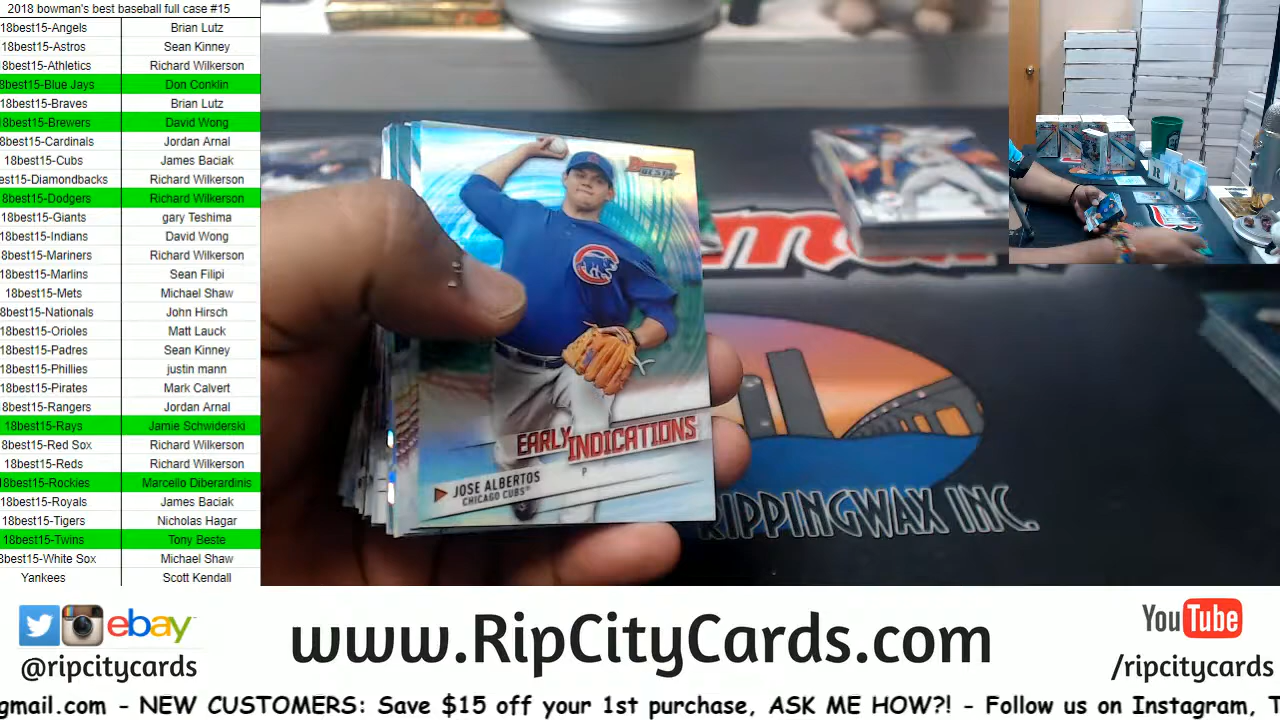 2018 bowman's best baseball full case #15
18best15-Angels Brian Lutz
18best15-Astros Sean Kinney
18best15-Athletics Richard Wilkerson
8best15-Blue Jays Don Conklin
18best15-Braves Brian Lutz
18best15-Brewers David Wong
8best15-Cardinals Jordan Arnal
18best15-Cubs James Baciak
est15-Diamondbacks Richard Wilkerson
8best15-Dodgers Richard Wilkerson
18best15-Giants gary Teshima
18best15-Indians David Wong
18best15-Mariners Richard Wilkerson
18best15-Marlins Sean Filipi
18best15-Mets Michael Shaw
8best15-Nationals John Hirsch
18best15-Orioles Matt Lauck
18best15-Padres Sean Kinney
18best15-Phillies justin mann
18best15-Pirates Mark Calvert
8best15-Rangers Jordan Arnal
18best15-Rays Jamie Schwiderski
8best15-Red Sox Richard Wilkerson
18best15-Reds Richard Wilkerson
8best15-Rockies Marcello Diberardinis
18best15-Royals James Baciak
18best15-Tigers Nicholas Hagar
18best15-Twins Tony Beste
8best15-White Sox Michael Shaw
Yankees Scott Kendall
BEST
EARLY INDICATIONS
P
JOSE ALBERTOS
CHICAGO CUBS
RIPPINGWAX INC.
ebay
@ripcitycards
www.RipCityCards.com
YouTube
/ripcitycards
gmail.com - NEW CUSTOMERS: Save $15 off your 1st purchase, ASK ME HOW?! - Follow us on Instagram, T